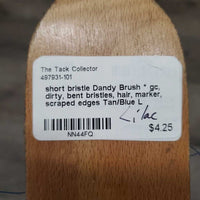 The Tack Collector
497931-101
short bristle Dandy Brush * gc,
dirty, bent bristles, hair, marker,
scraped edges Tan/Blue L
Lilac
NN44FQ
$4.25